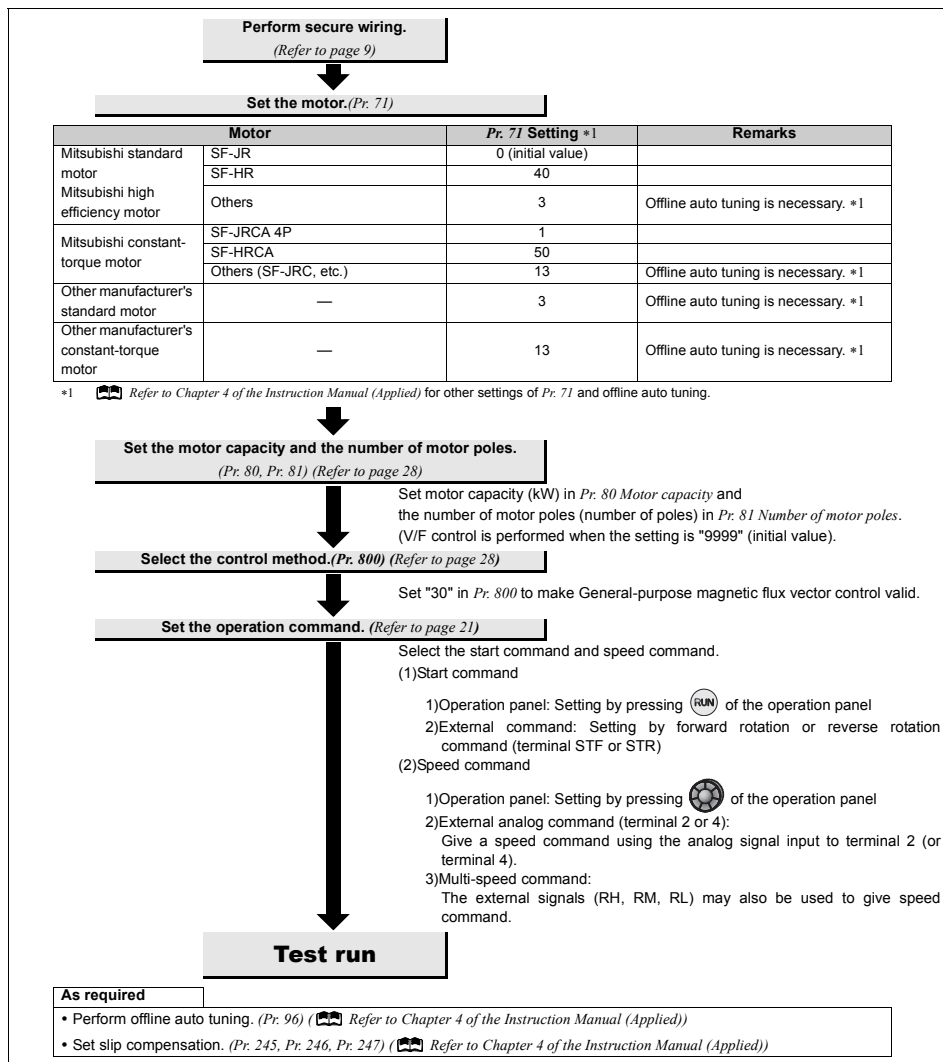 Perform secure wiring.
(Refer to page 9)
Set the motor.(Pr. 71)
Motor Pr. 71 Setting *1 Remarks
Mitsubishi standard motor Mitsubishi high efficiency motor SF-JR 0 (initial value)
SF-HR 40
Others 3 Offline auto tuning is necessary. *1
Mitsubishi constant-torque motor SF-JRCA 4P 1
SF-HRCA 50
Others (SF-JRC, etc.) 13 Offline auto tuning is necessary. *1
Other manufacturer's standard motor — 3 Offline auto tuning is necessary. *1
Other manufacturer's constant-torque motor — 13 Offline auto tuning is necessary. *1
*1 Refer to Chapter 4 of the Instruction Manual (Applied) for other settings of Pr. 71 and offline auto tuning.
Set the motor capacity and the number of motor poles.
(Pr. 80, Pr. 81) (Refer to page 28)
Set motor capacity (kW) in Pr. 80 Motor capacity and
the number of motor poles (number of poles) in Pr. 81 Number of motor poles.
(V/F control is performed when the setting is "9999" (initial value).
Select the control method.(Pr. 800) (Refer to page 28)
Set "30" in Pr. 800 to make General-purpose magnetic flux vector control valid.
Set the operation command. (Refer to page 21)
Select the start command and speed command.
(1)Start command
1)Operation panel: Setting by pressing RUN of the operation panel
2)External command: Setting by forward rotation or reverse rotation
command (terminal STF or STR)
(2)Speed command
1)Operation panel: Setting by pressing of the operation panel
2)External analog command (terminal 2 or 4):
Give a speed command using the analog signal input to terminal 2 (or
terminal 4).
3)Multi-speed command:
The external signals (RH, RM, RL) may also be used to give speed
command.
Test run
As required
• Perform offline auto tuning. (Pr. 96) ( Refer to Chapter 4 of the Instruction Manual (Applied))
• Set slip compensation. (Pr. 245, Pr. 246, Pr. 247) ( Refer to Chapter 4 of the Instruction Manual (Applied))